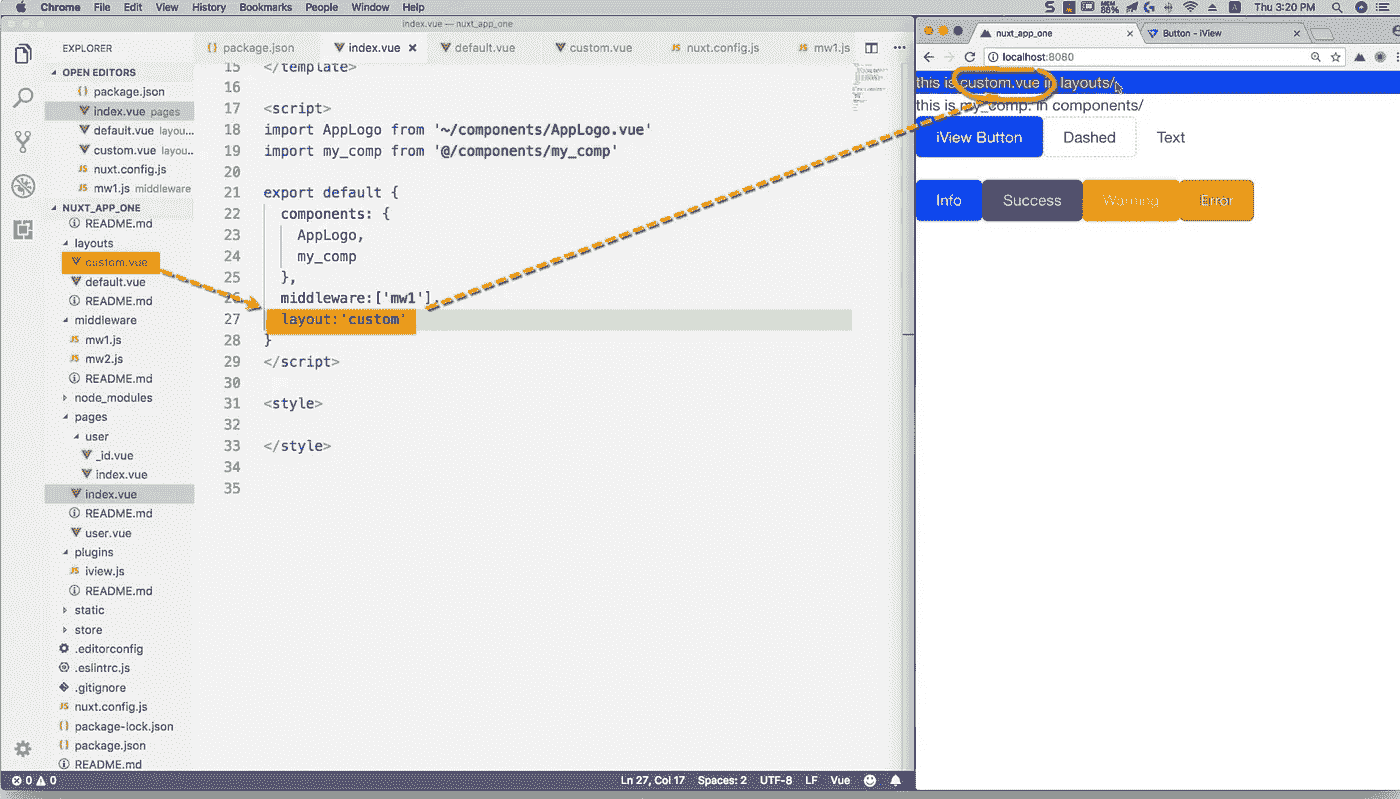 Chrome File Edit View History Bookmarks People Window Help
MEM 86% Thu 3:20 PM
index.vue — nuxt_app_one
EXPLORER
OPEN EDITORS
package.json
index.vue pages
default.vue layou...
custom.vue layou..
nuxt.config.js
mw1.js middleware
NUXT_APP_ONE
README.md
layouts
custom.vue
default.vue
README.md
middleware
JS mw1.js
JS mw2.js
README.md
node_modules
pages
user
_id.vue
index.vue
index.vue
README.md
user.vue
plugins
JS iview.js
README.md
static
store
.editorconfig
.eslintrc.js
.gitignore
JS nuxt.config.js
package-lock.json
package.json
README.md
package.json index.vue default.vue custom.vue JS nuxt.config.js JS mw1.js
15 </template>
16
17 <script>
18 import AppLogo from '~/components/AppLogo.vue'
19 import my_comp from '@/components/my_comp'
20
21 export default {
22 components: {
23 AppLogo,
24 my_comp
25 },
26 middleware:['mw1'],
27 layout:'custom'
28 }
29 </script>
30
31 <style>
32
33 </style>
34
35
0 0 Ln 27, Col 17 Spaces: 2 UTF-8 LF Vue
nuxt_app_one Button - iView
localhost:8080
this is custom.vue in layouts/
this is my_comp. in components/
iView Button Dashed Text
Info Success Warning Error